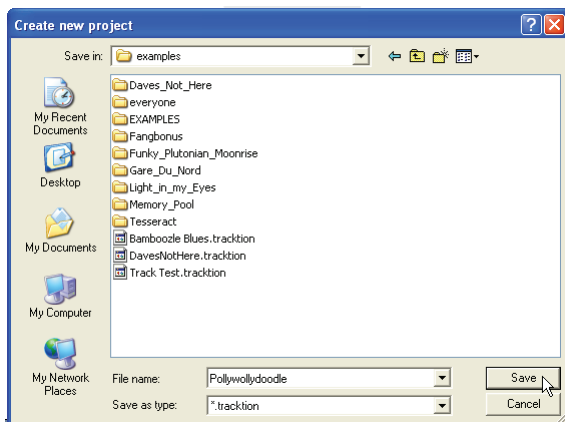 Create new project
Save in:
examples
My Recent
Documents
Desktop
My Documents
My Computer
My Network
Places
Daves_Not_Here
everyone
EXAMPLES
Fangbonus
Funky_Plutonian_Moonrise
Gare_Du_Nord
Light_in_my_Eyes
Memory_Pool
Tesseract
Bamboozle Blues.tracktion
DavesNotHere.tracktion
Track Test.tracktion
File name:
Pollywollydoodle
Save
Save as type:
*.tracktion
Cancel